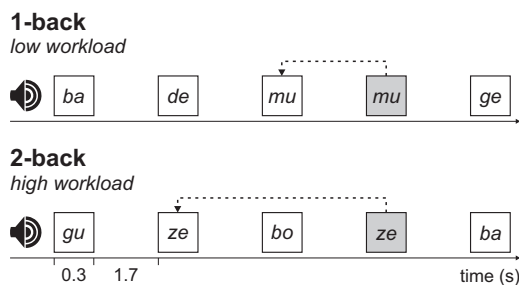 1-back
low workload
ba de mu mu ge
2-back
high workload
gu ze bo ze ba
0.3 1.7 time (s)